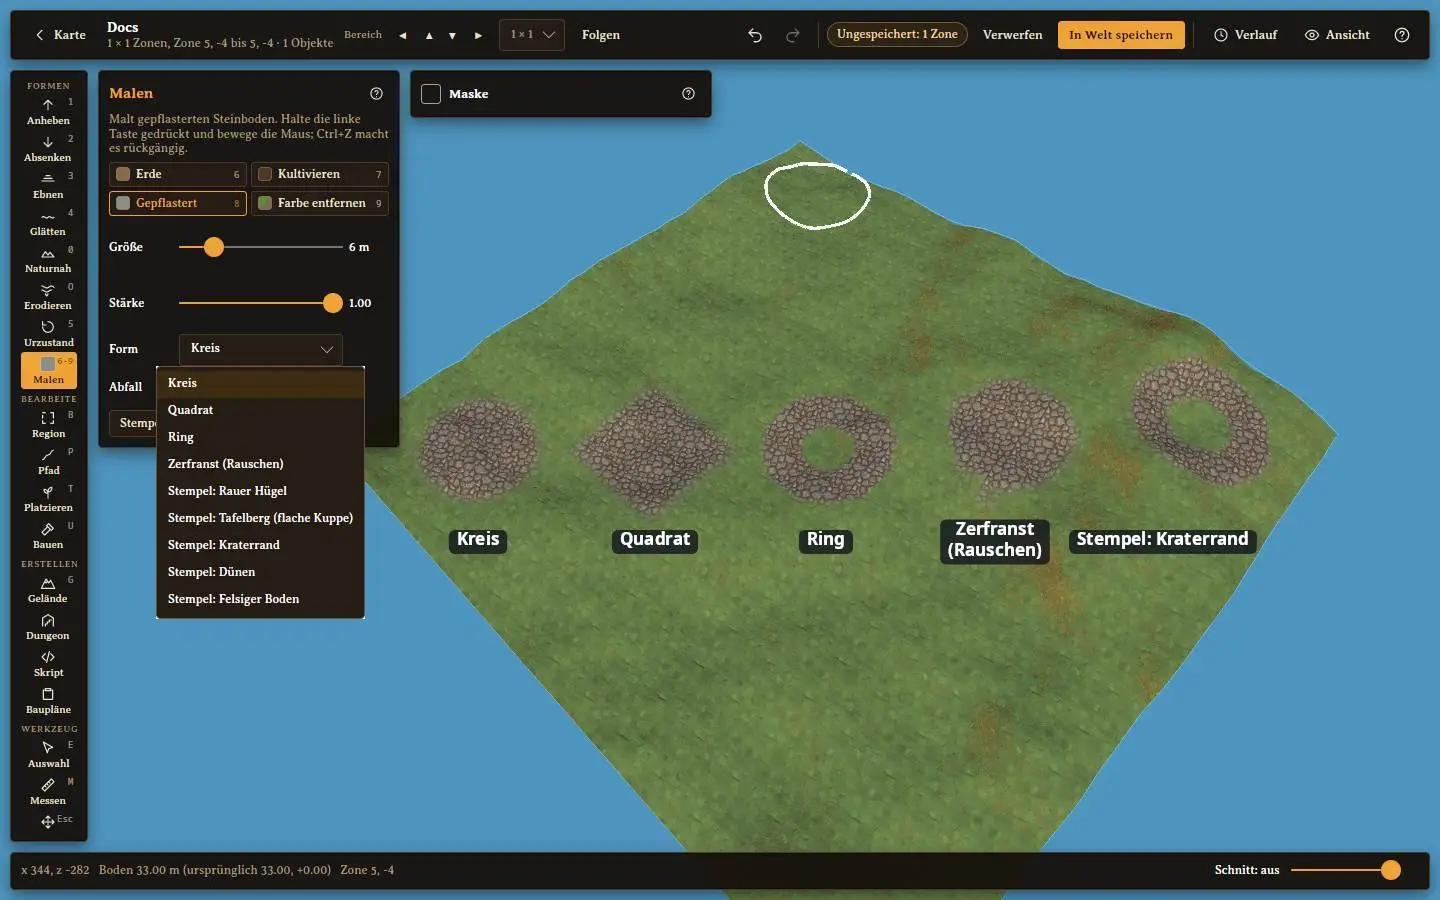 Karte
Docs
1 × 1 Zonen, Zone 5, -4 bis 5, -4 · 1 Objekte
Bereich
1 × 1
Folgen
Ungespeichert: 1 Zone
Verwerfen
In Welt speichern
Verlauf
Ansicht
FORMEN
1
Anheben
2
Absenken
3
Ebnen
4
Glätten
0
Naturnah
O
Erodieren
5
Urzustand
6-9
Malen
BEARBEITE
B
Region
P
Pfad
T
Platzieren
U
Bauen
ERSTELLEN
G
Gelände
Dungeon
Skript
Baupläne
WERKZEUG
E
Auswahl
M
Messen
Esc
Malen
Malt gepflasterten Steinboden. Halte die linke
Taste gedrückt und bewege die Maus; Ctrl+Z macht
es rückgängig.
Erde 6
Kultivieren 7
Gepflastert 8
Farbe entfernen 9
Größe 6 m
Stärke 1.00
Form Kreis
Abfall
Kreis
Quadrat
Ring
Zerfranst (Rauschen)
Stempel: Rauer Hügel
Stempel: Tafelberg (flache Kuppe)
Stempel: Kraterrand
Stempel: Dünen
Stempel: Felsiger Boden
Maske
Kreis
Quadrat
Ring
Zerfranst
(Rauschen)
Stempel: Kraterrand
x 344, z -282 Boden 33.00 m (ursprünglich 33.00, +0.00) Zone 5, -4
Schnitt: aus